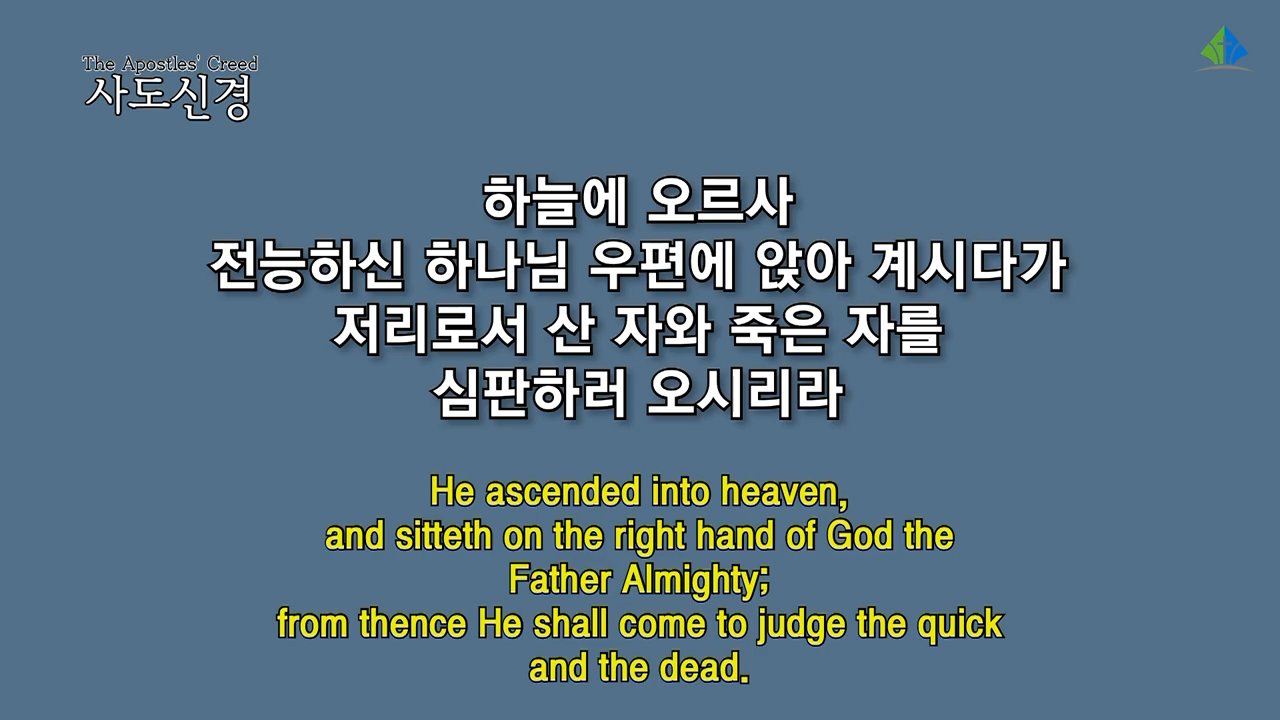 The Apostles' Creed
사도신경
하늘에 오르사
전능하신 하나님 우편에 앉아 계시다가
저리로서 산 자와 죽은 자를
심판하러 오시리라
He ascended into heaven,
and sitteth on the right hand of God the
Father Almighty;
from thence He shall come to judge the quick
and the dead.